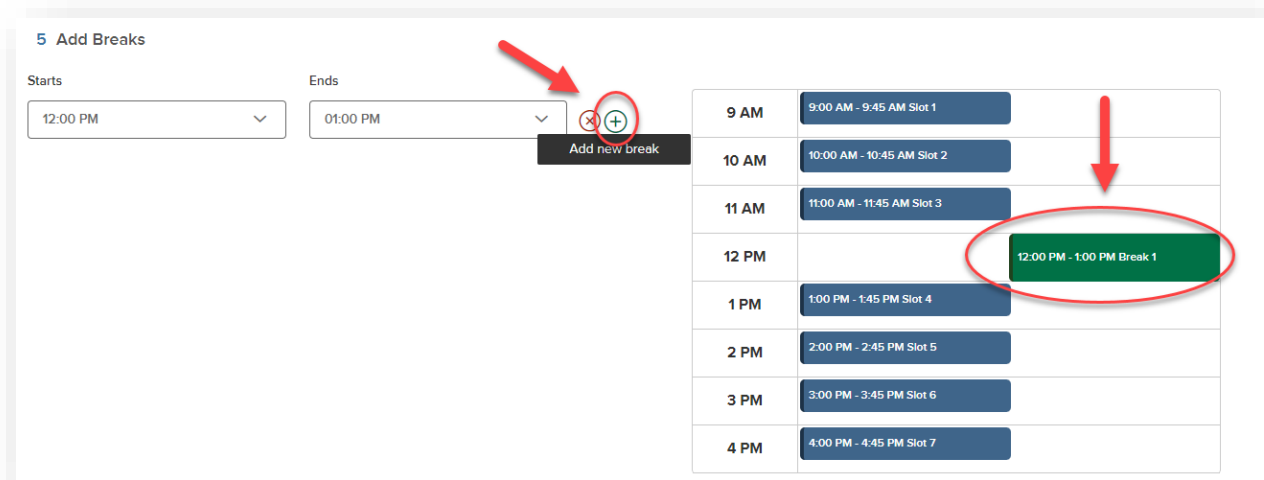 5 Add Breaks
Starts
Ends
12:00 PM
01:00 PM
Add new break
9 AM
9:00 AM - 9:45 AM Slot 1
10 AM
10:00 AM - 10:45 AM Slot 2
11 AM
11:00 AM - 11:45 AM Slot 3
12 PM
12:00 PM - 1:00 PM Break 1
1 PM
1:00 PM - 1:45 PM Slot 4
2 PM
2:00 PM - 2:45 PM Slot 5
3 PM
3:00 PM - 3:45 PM Slot 6
4 PM
4:00 PM - 4:45 PM Slot 7